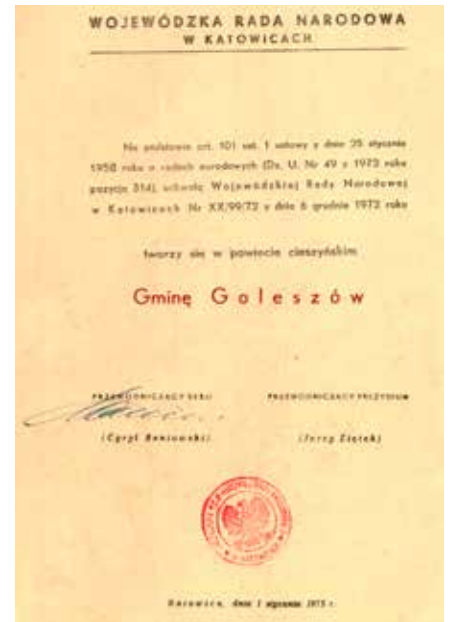 WOJEWÓDZKA RADA NARODOWA
W KATOWICACH
Na podstawie art. 101 ust. 1 ustawy z dnia 25 stycznia
1958 roku o radach narodowych (Dz. U. Nr 49 z 1972 roku
pozycja 314), uchwałą Wojewódzkiej Rady Narodowej
w Katowicach Nr XX/99/72 z dnia 6 grudnia 1972 roku
tworzy się w powiecie cieszyńskim
Gminę Goleszów
PRZEWODNICZĄCY SESJI
PRZEWODNICZĄCY PREZYDIUM
(Jerzy Ziętek)
Katowice, dnia 1 stycznia 1973 r.